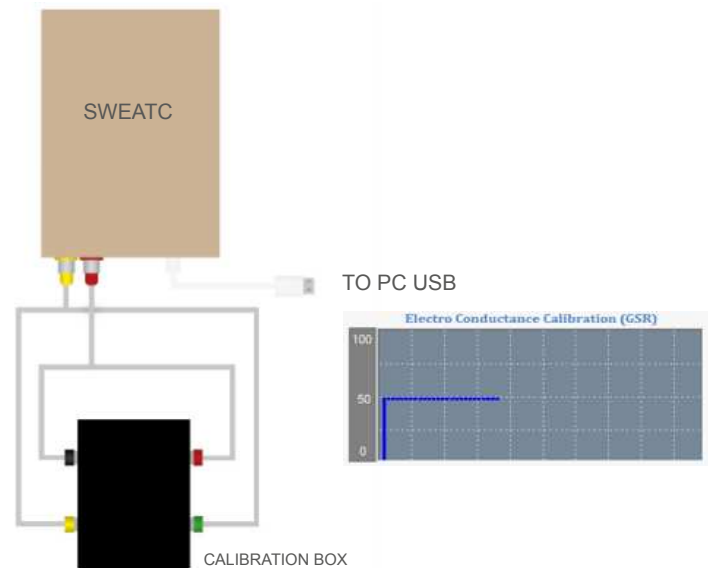 SWEATC
TO PC USB
Electro Conductance Calibration (GSR)
100
50
0
CALIBRATION BOX